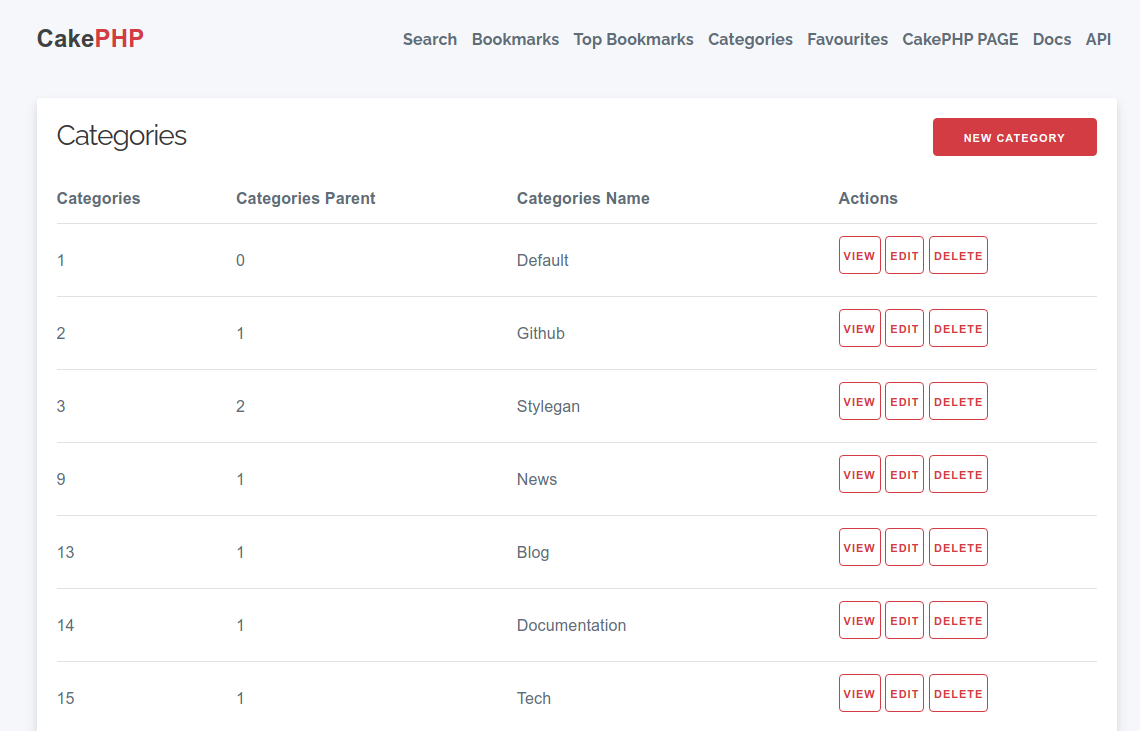 CakePHP Search Bookmarks Top Bookmarks Categories Favourites CakePHP PAGE Docs API
Categories NEW CATEGORY
Categories Categories Parent Categories Name Actions
1 0 Default VIEW EDIT DELETE
2 1 Github VIEW EDIT DELETE
3 2 Stylegan VIEW EDIT DELETE
9 1 News VIEW EDIT DELETE
13 1 Blog VIEW EDIT DELETE
14 1 Documentation VIEW EDIT DELETE
15 1 Tech VIEW EDIT DELETE